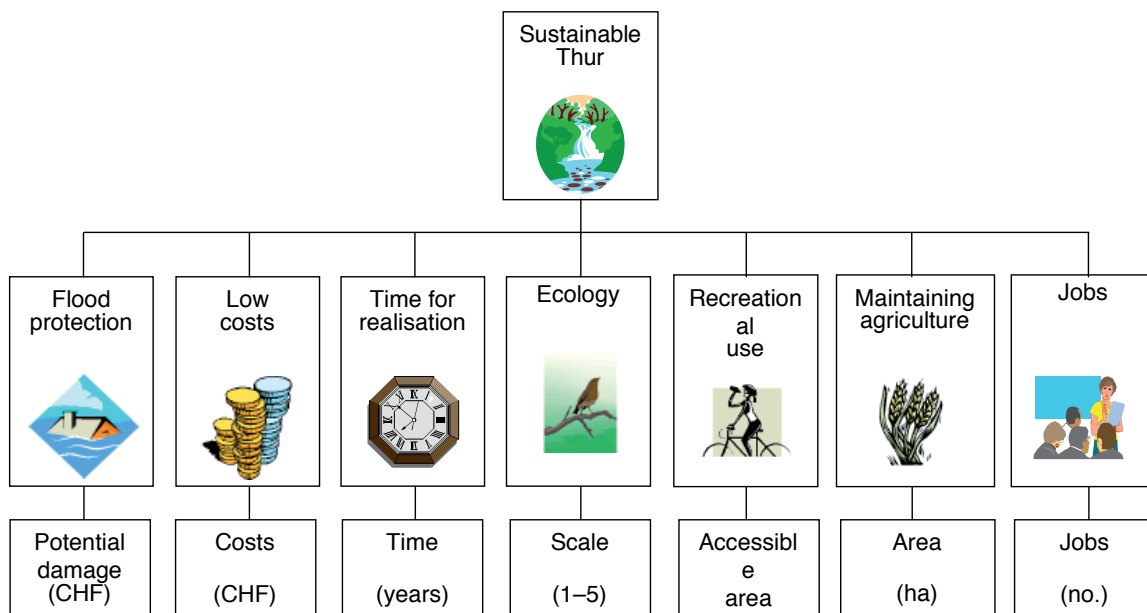 Sustainable
Thur
Flood
protection
Low
costs
Time for
realisation
Ecology
Recreation
al
use
Maintaining
agriculture
Jobs
Potential
damage
(CHF)
Costs
(CHF)
Time
(years)
Scale
(1–5)
Accessibl
e
area
Area
(ha)
Jobs
(no.)